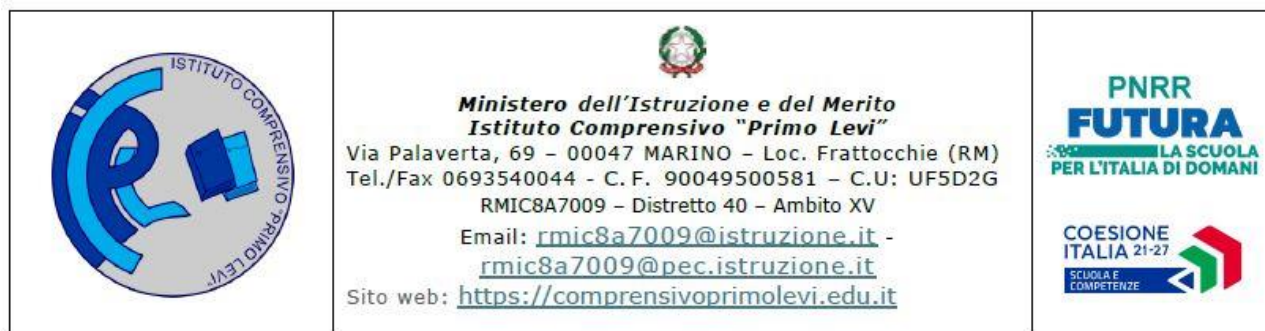 ISTITUTO COMPRENSIVO "PRIMO LEVI"
Ministero dell'Istruzione e del Merito
Istituto Comprensivo "Primo Levi"
Via Palaverta, 69 – 00047 MARINO – Loc. Frattocchie (RM)
Tel./Fax 0693540044 - C. F. 90049500581 – C.U: UF5D2G
RMIC8A7009 – Distretto 40 – Ambito XV
Email: rmic8a7009@istruzione.it -
rmic8a7009@pec.istruzione.it
Sito web: https://comprensivoprimolevi.edu.it
PNRR
FUTURA
LA SCUOLA
PER L'ITALIA DI DOMANI
COESIONE
ITALIA 21-27
SCUOLA E
COMPETENZE